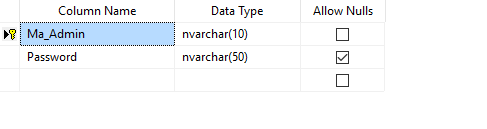 Column Name Data Type Allow Nulls
Ma_Admin nvarchar(10)
Password nvarchar(50)